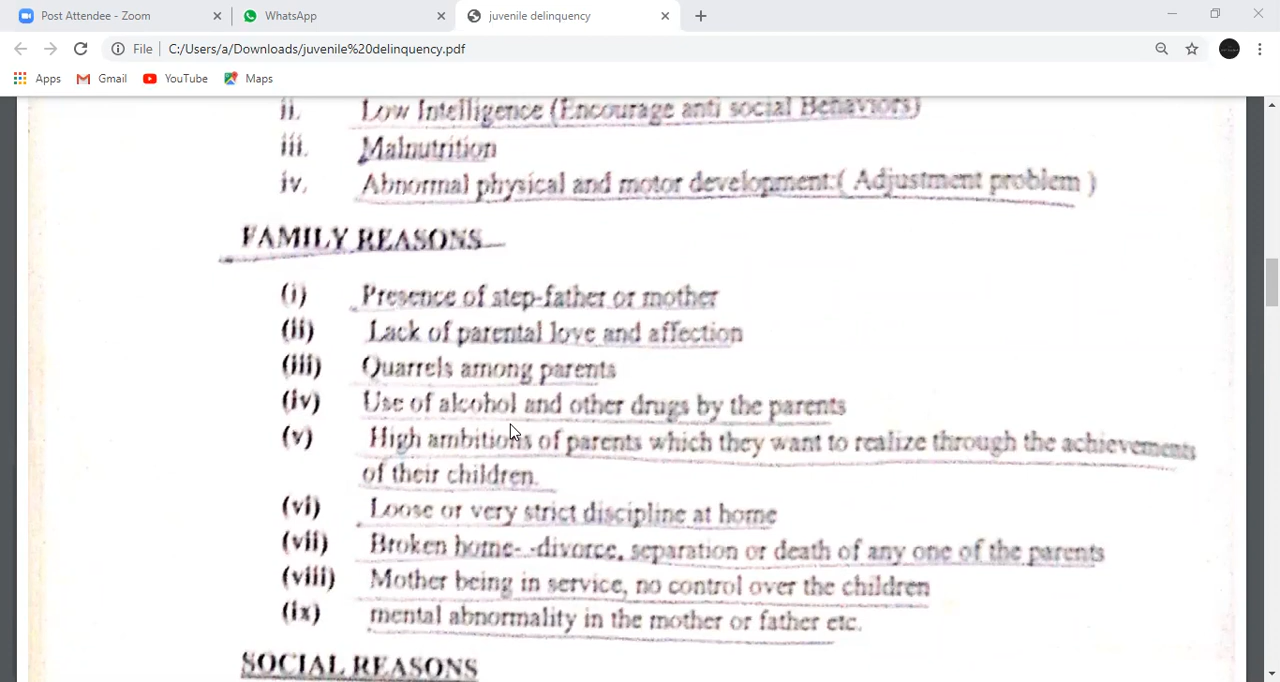 Post Attendee - Zoom
WhatsApp
juvenile delinquency
File
C:/Users/a/Downloads/juvenile%20delinquency.pdf
Apps
Gmail
YouTube
Maps
ii. Low Intelligence (Encourage anti social Behaviors)
iii. Malnutrition
iv. Abnormal physical and motor development:( Adjustment problem )
FAMILY REASONS
(i) Presence of step-father or mother
(ii) Lack of parental love and affection
(iii) Quarrels among parents
(iv) Use of alcohol and other drugs by the parents
(v) High ambitions of parents which they want to realize through the achievements
of their children.
(vi) Loose or very strict discipline at home
(vii) Broken home- -divorce, separation or death of any one of the parents
(viii) Mother being in service, no control over the children
(ix) mental abnormality in the mother or father etc.
SOCIAL REASONS